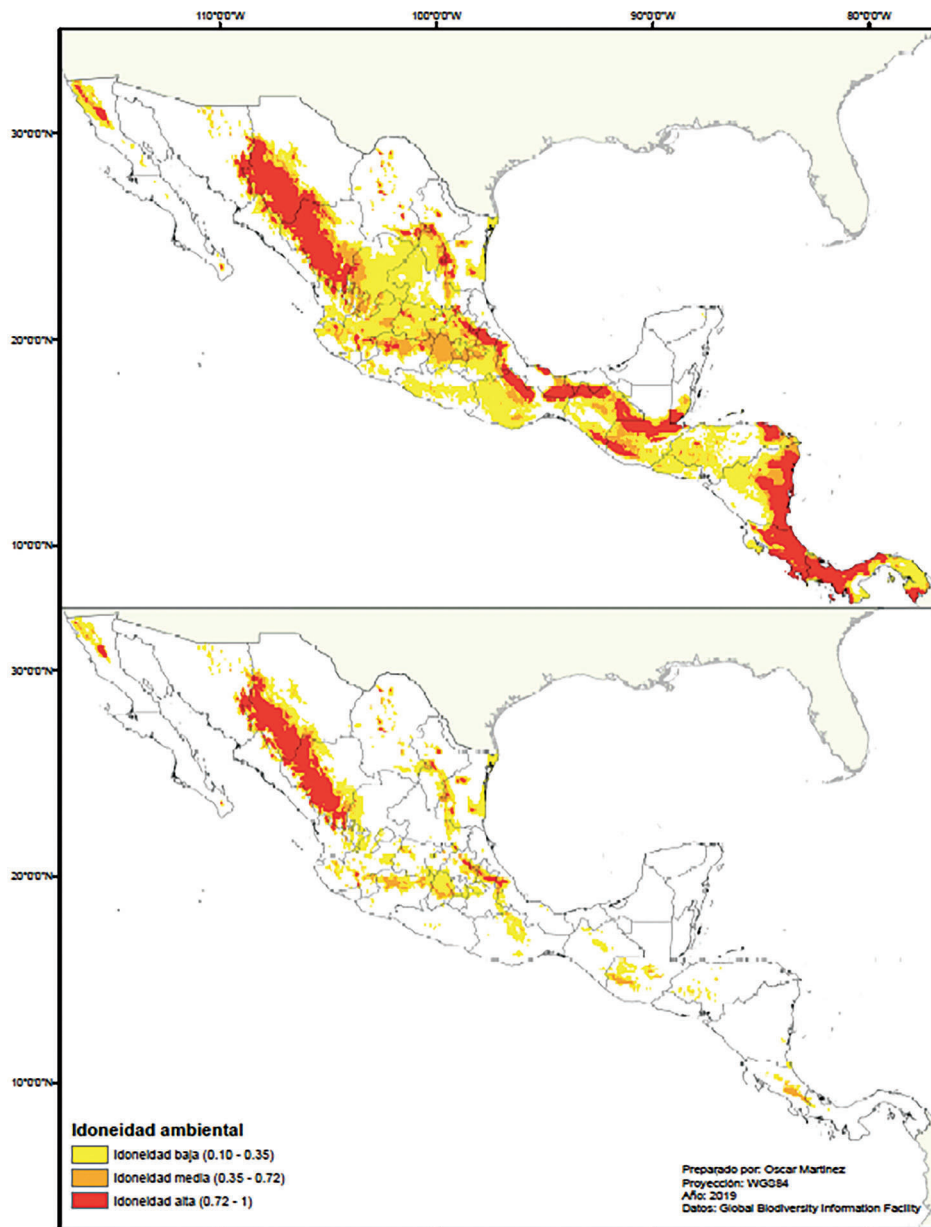 110°0'0"W 100°0'0"W 90°0'0"W 80°0'0"W
30°0'0"N
20°0'0"N
10°0'0"N
30°0'0"N
20°0'0"N
10°0'0"N
Idoneidad ambiental
Idoneidad baja (0.10 - 0.35)
Idoneidad media (0.35 - 0.72)
Idoneidad alta (0.72 - 1)
Preparado por: Oscar Martinez
Proyección: WGS84
Año: 2019
Datos: Global Biodiversity Information Facility